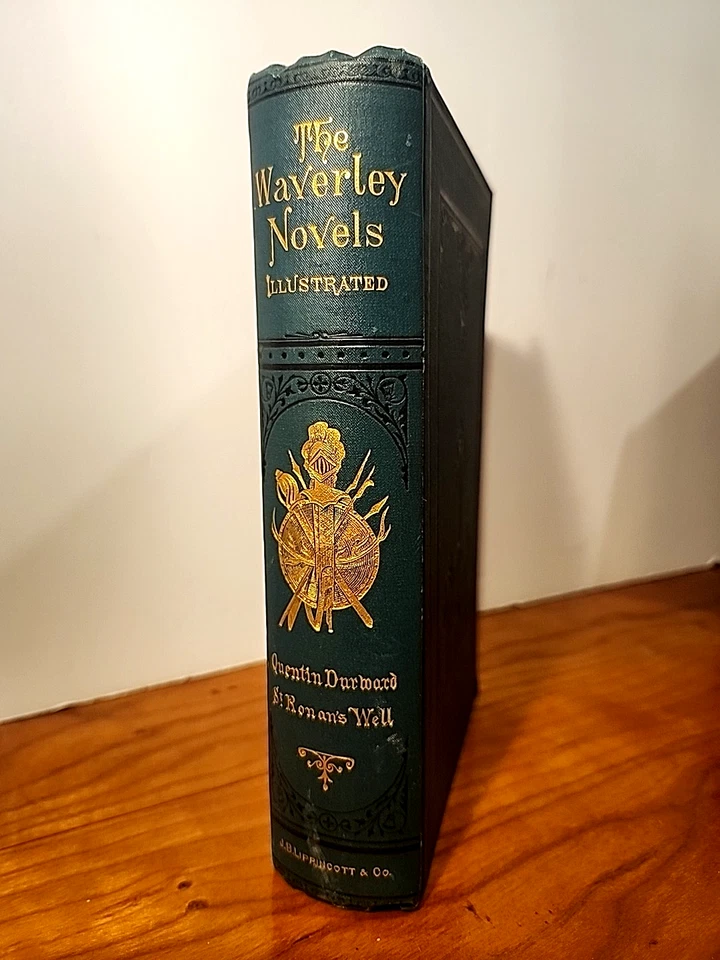 The
Waverley
Novels
ILLUSTRATED
Quentin Durward
St Ronan's Well
J.B. LIPPINCOTT & Co.